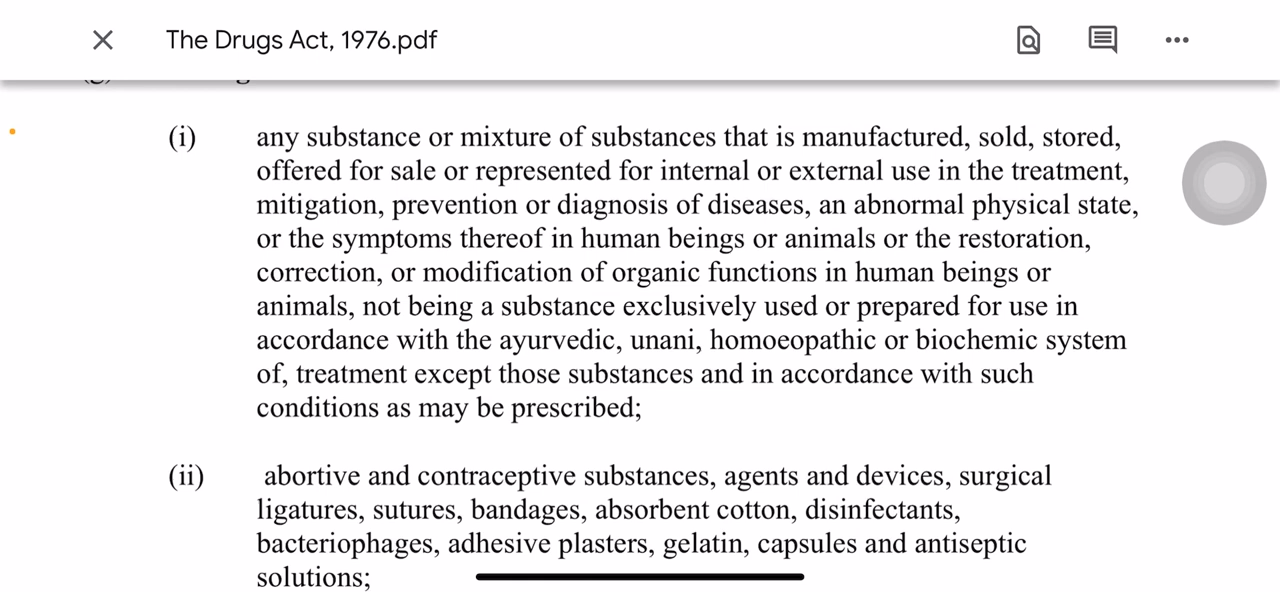 The Drugs Act, 1976.pdf
(i) any substance or mixture of substances that is manufactured, sold, stored,
offered for sale or represented for internal or external use in the treatment,
mitigation, prevention or diagnosis of diseases, an abnormal physical state,
or the symptoms thereof in human beings or animals or the restoration,
correction, or modification of organic functions in human beings or
animals, not being a substance exclusively used or prepared for use in
accordance with the ayurvedic, unani, homoeopathic or biochemic system
of, treatment except those substances and in accordance with such
conditions as may be prescribed;
(ii) abortive and contraceptive substances, agents and devices, surgical
ligatures, sutures, bandages, absorbent cotton, disinfectants,
bacteriophages, adhesive plasters, gelatin, capsules and antiseptic
solutions;